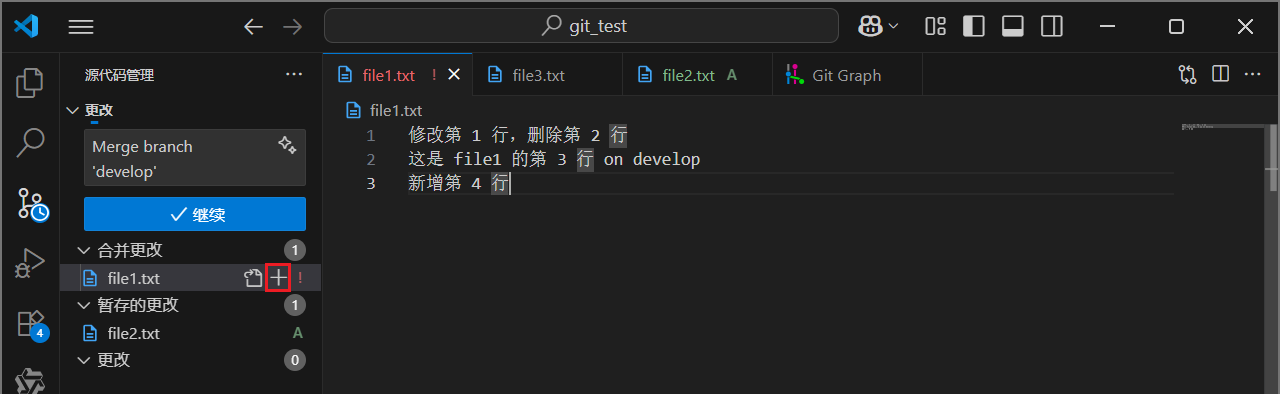 git_test
源代码管理
更改
Merge branch
'develop'
继续
合并更改 1
file1.txt !
暂存的更改 1
file2.txt A
更改 0
4
file1.txt !
file3.txt
file2.txt A
Git Graph
file1.txt
1 修改第 1 行，删除第 2 行
2 这是 file1 的第 3 行 on develop
3 新增第 4 行